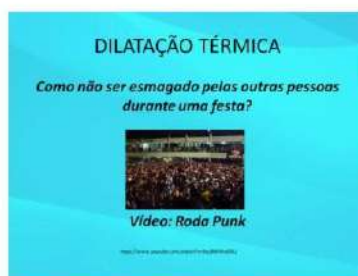 DILATAÇÃO TÉRMICA
Como não ser esmagado pelas outras pessoas
durante uma festa?
Vídeo: Roda Punk